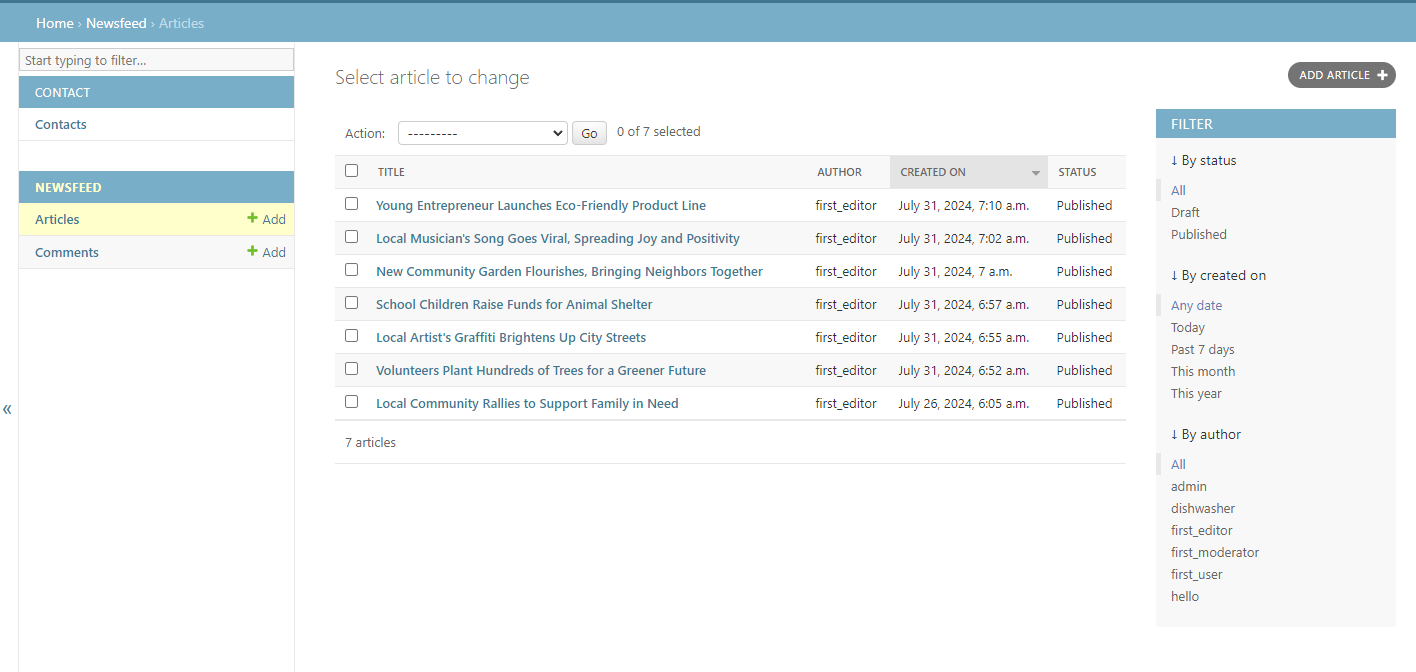 Home › Newsfeed › Articles
Start typing to filter...
CONTACT
Contacts
NEWSFEED
Articles + Add
Comments + Add
«
Select article to change
ADD ARTICLE +
Action: --------- Go 0 of 7 selected
TITLE AUTHOR CREATED ON STATUS
Young Entrepreneur Launches Eco-Friendly Product Line first_editor July 31, 2024, 7:10 a.m. Published
Local Musician's Song Goes Viral, Spreading Joy and Positivity first_editor July 31, 2024, 7:02 a.m. Published
New Community Garden Flourishes, Bringing Neighbors Together first_editor July 31, 2024, 7 a.m. Published
School Children Raise Funds for Animal Shelter first_editor July 31, 2024, 6:57 a.m. Published
Local Artist's Graffiti Brightens Up City Streets first_editor July 31, 2024, 6:55 a.m. Published
Volunteers Plant Hundreds of Trees for a Greener Future first_editor July 31, 2024, 6:52 a.m. Published
Local Community Rallies to Support Family in Need first_editor July 26, 2024, 6:05 a.m. Published
7 articles
FILTER
↓ By status
All
Draft
Published
↓ By created on
Any date
Today
Past 7 days
This month
This year
↓ By author
All
admin
dishwasher
first_editor
first_moderator
first_user
hello